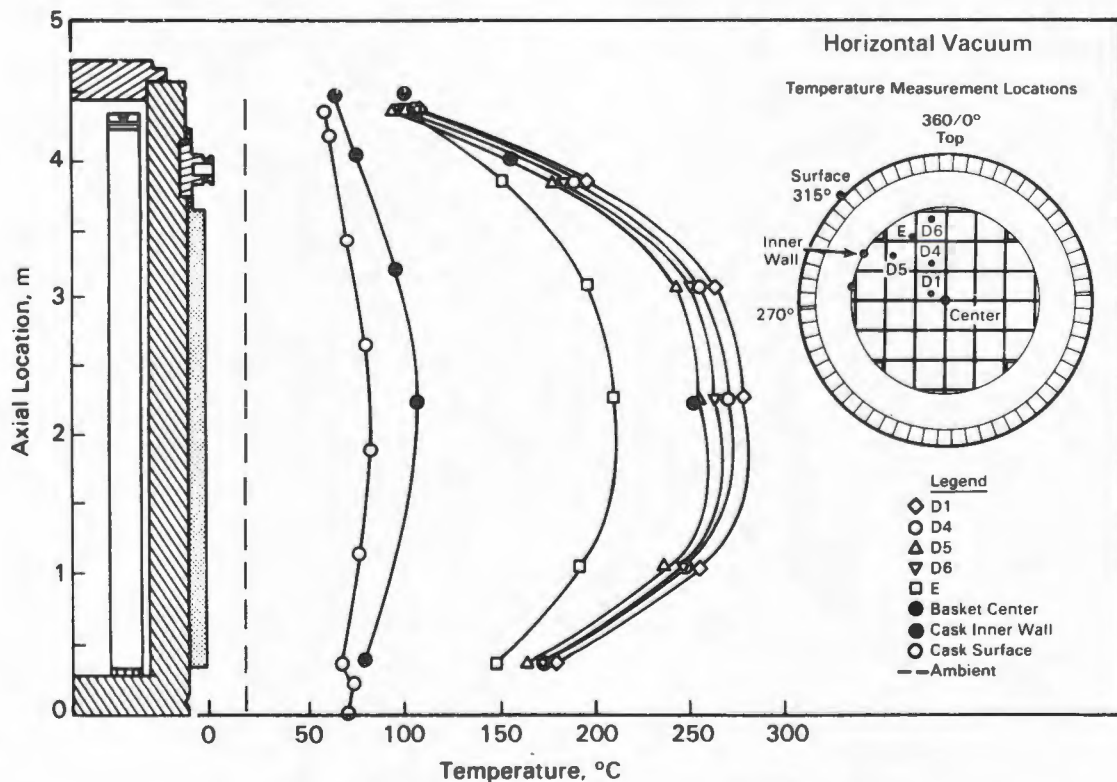 Horizontal Vacuum
Temperature Measurement Locations
360/0°
Top
Surface
315°
Inner
Wall
270°
E
D6
D4
D5
D1
Center
Legend
D1
D4
D5
D6
E
Basket Center
Cask Inner Wall
Cask Surface
Ambient
Axial Location, m
5
4
3
2
1
0
0
50
100
150
200
250
300
Temperature, °C